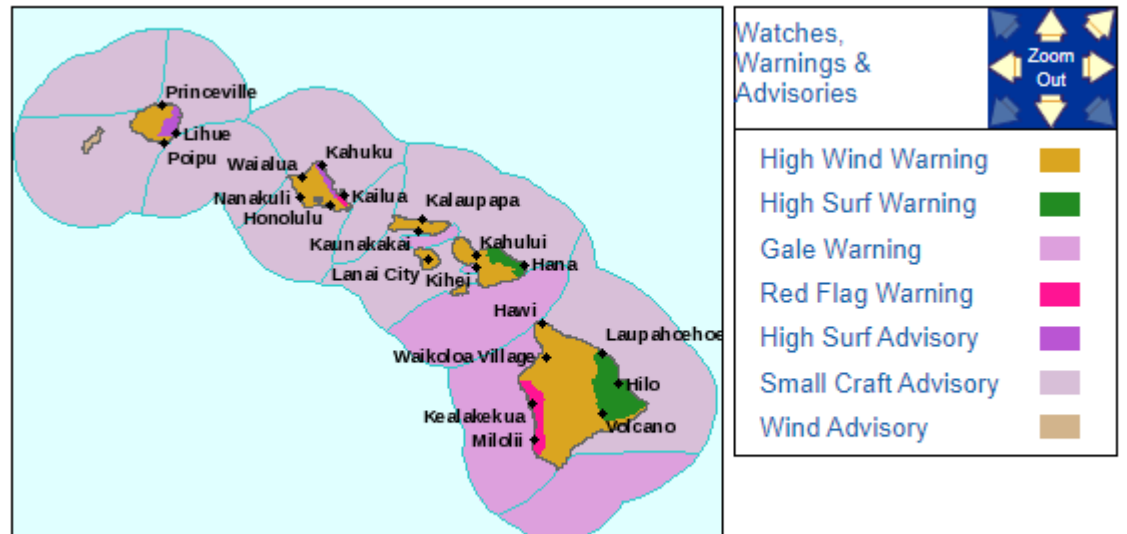 Princeville
Lihue
Poipu
Kahuku
Waialua
Nanakuli
Kailua
Honolulu
Kalaupapa
Kaunakakai
Kahului
Lanai City
Kihei
Hana
Hawi
Laupahoehoe
Waikoloa Village
Hilo
Kealakekua
Volcano
Milolii
Watches,
Warnings &
Advisories
Zoom
Out
High Wind Warning
High Surf Warning
Gale Warning
Red Flag Warning
High Surf Advisory
Small Craft Advisory
Wind Advisory